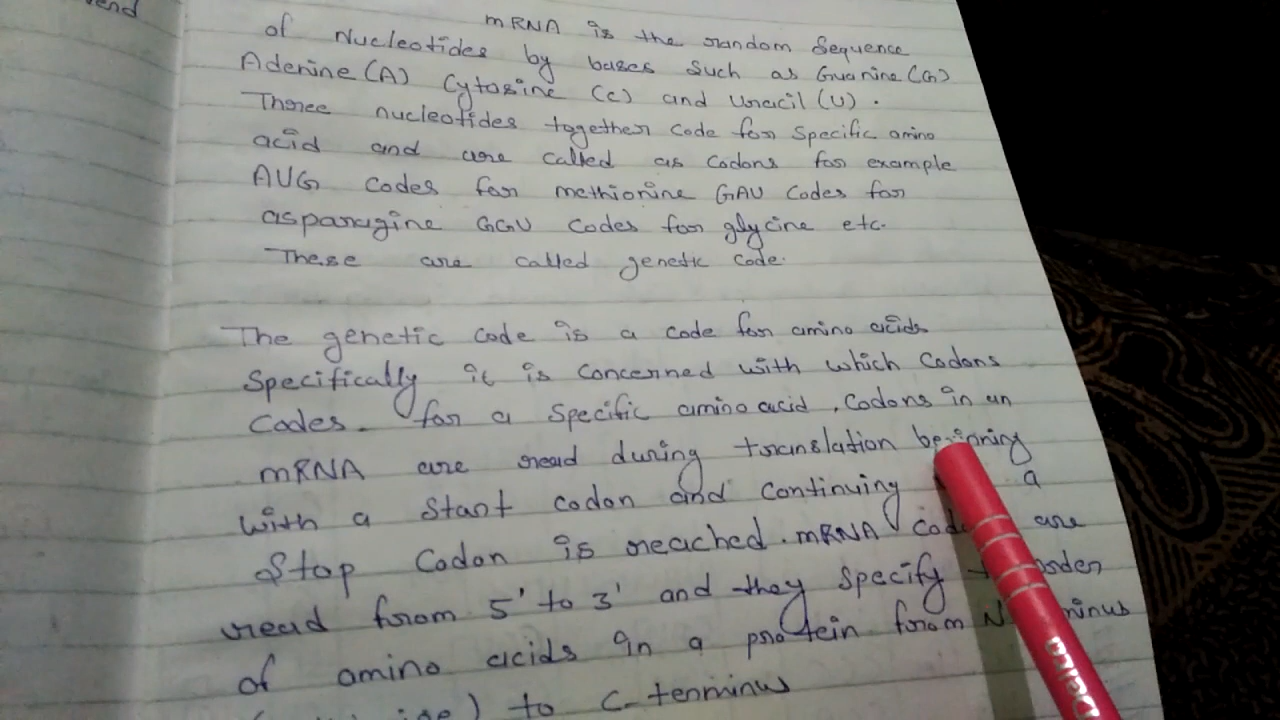 end
mRNA is the random sequence
of Nucleotides by bases such as Guanine (G)
Adenine (A) Cytosine (C) and Uracil (U).
Three nucleotides together code for specific amino
acid and are called as codons for example
AUG codes for methionine GAU codes for
asparagine GGU codes for glycine etc.
These are called genetic code.
The genetic code is a code for amino acids
Specifically it is concerned with which codons
codes. for a specific amino acid. Codons in an
mRNA are read during translation beginning
with a start codon and continuing a
Stop Codon is reached. mRNA are
read from 5' to 3' and they specify order
of amino acids in a protein from N
) to C-terminus
Delta